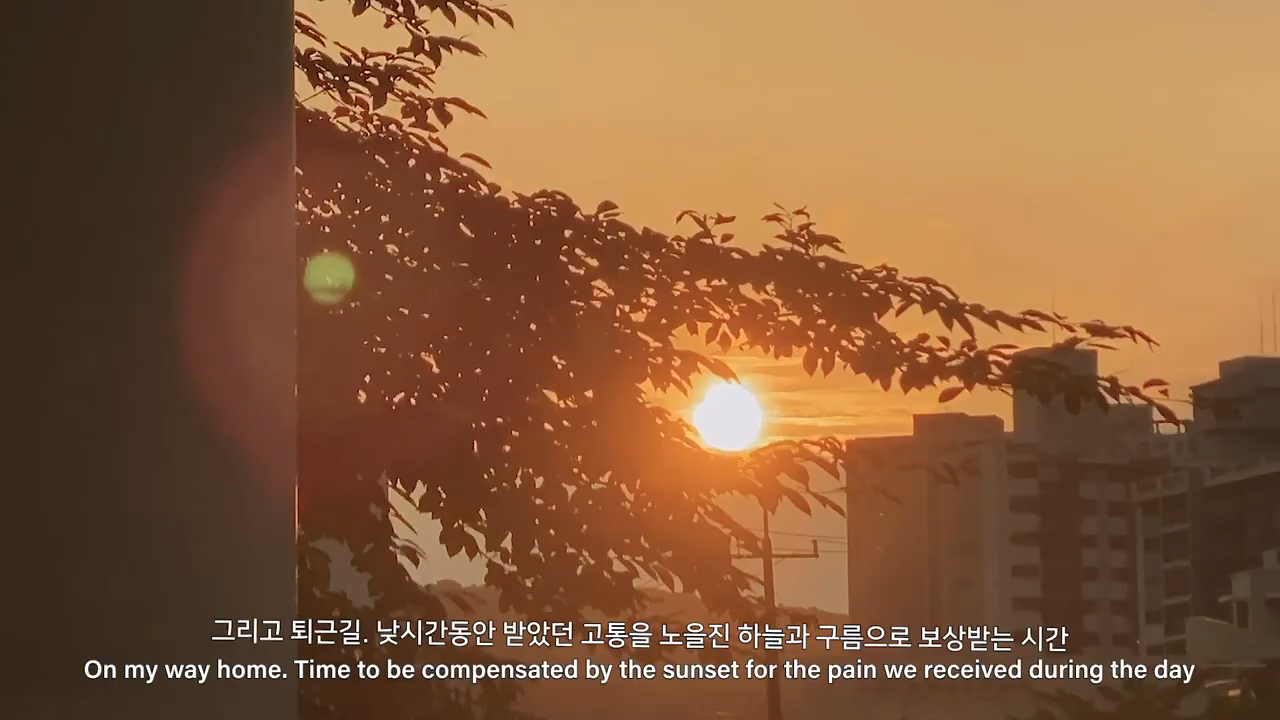 그리고 퇴근길. 낮시간동안 받았던 고통을 노을진 하늘과 구름으로 보상받는 시간
On my way home. Time to be compensated by the sunset for the pain we received during the day